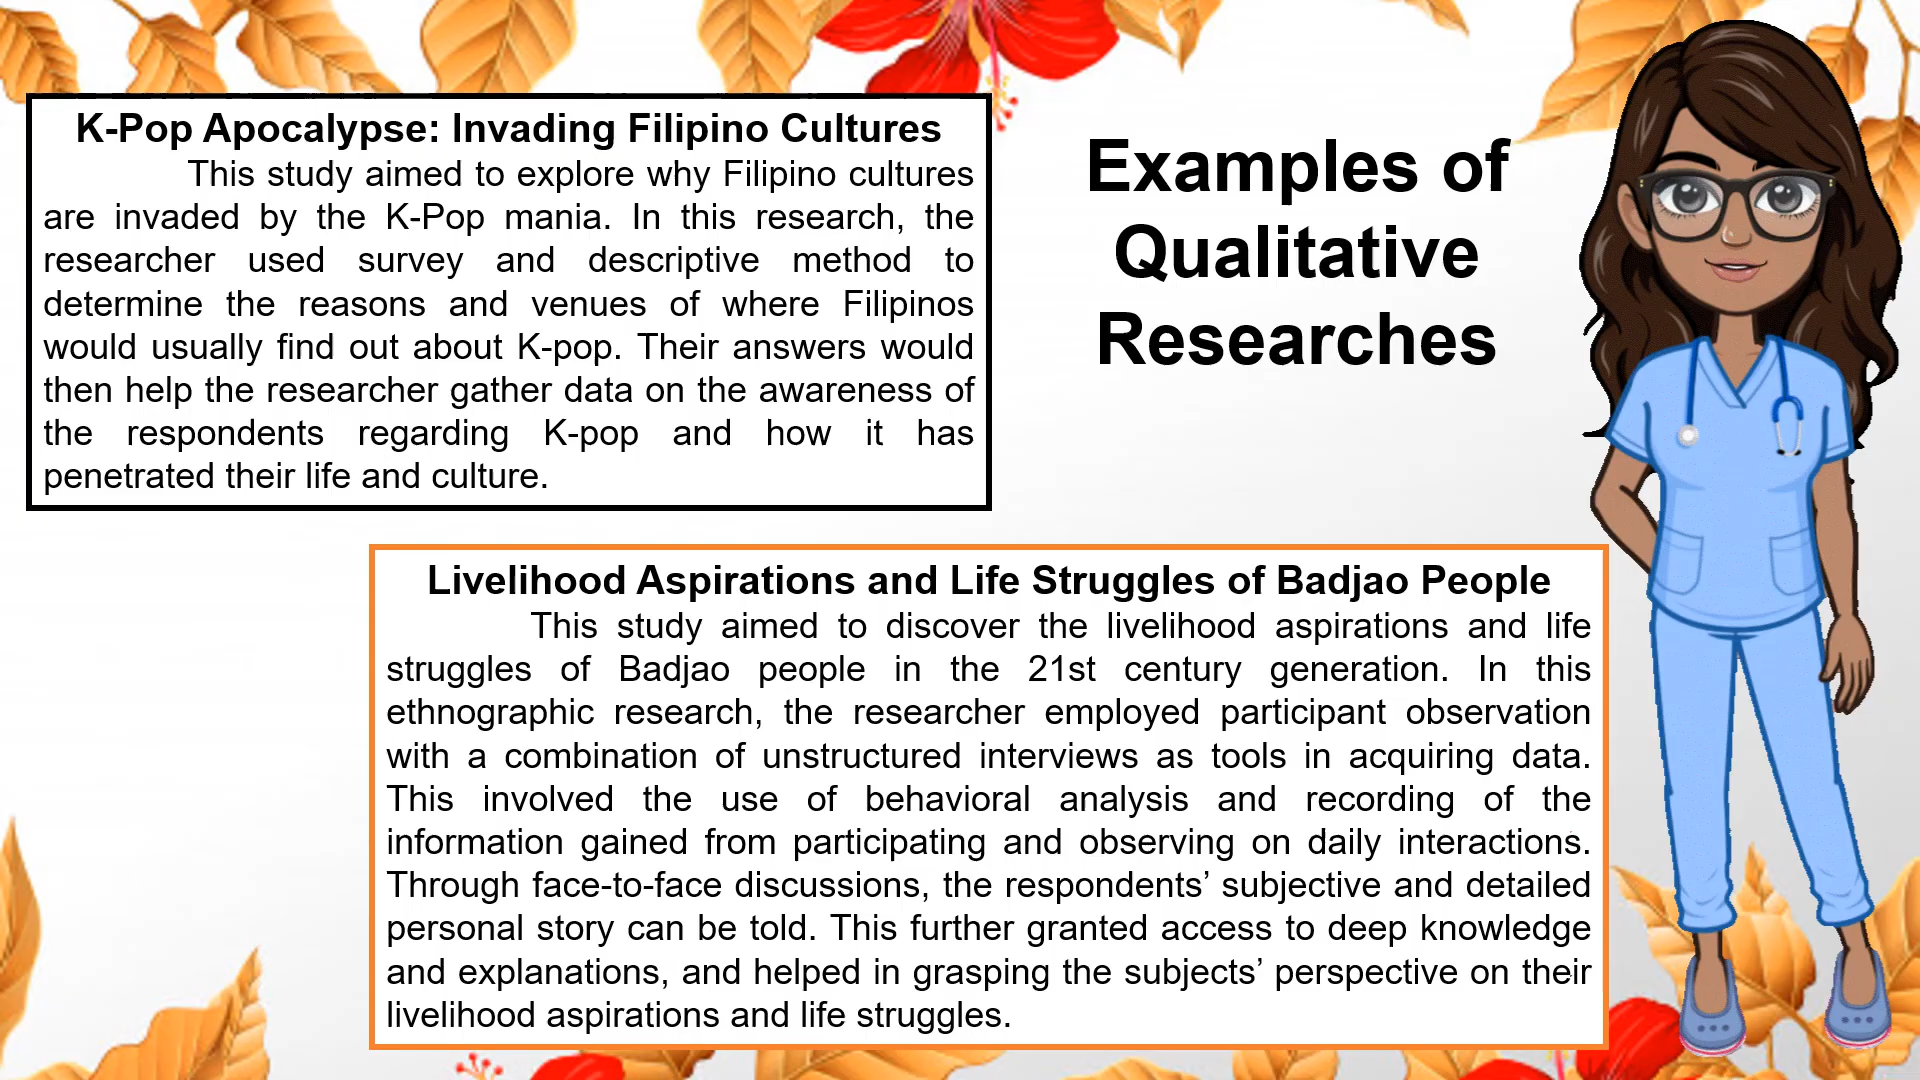 K-Pop Apocalypse: Invading Filipino Cultures
This study aimed to explore why Filipino cultures
are invaded by the K-Pop mania. In this research, the
researcher used survey and descriptive method to
determine the reasons and venues of where Filipinos
would usually find out about K-pop. Their answers would
then help the researcher gather data on the awareness of
the respondents regarding K-pop and how it has
penetrated their life and culture.
Examples of
Qualitative
Researches
Livelihood Aspirations and Life Struggles of Badjao People
This study aimed to discover the livelihood aspirations and life
struggles of Badjao people in the 21st century generation. In this
ethnographic research, the researcher employed participant observation
with a combination of unstructured interviews as tools in acquiring data.
This involved the use of behavioral analysis and recording of the
information gained from participating and observing on daily interactions.
Through face-to-face discussions, the respondents’ subjective and detailed
personal story can be told. This further granted access to deep knowledge
and explanations, and helped in grasping the subjects’ perspective on their
livelihood aspirations and life struggles.